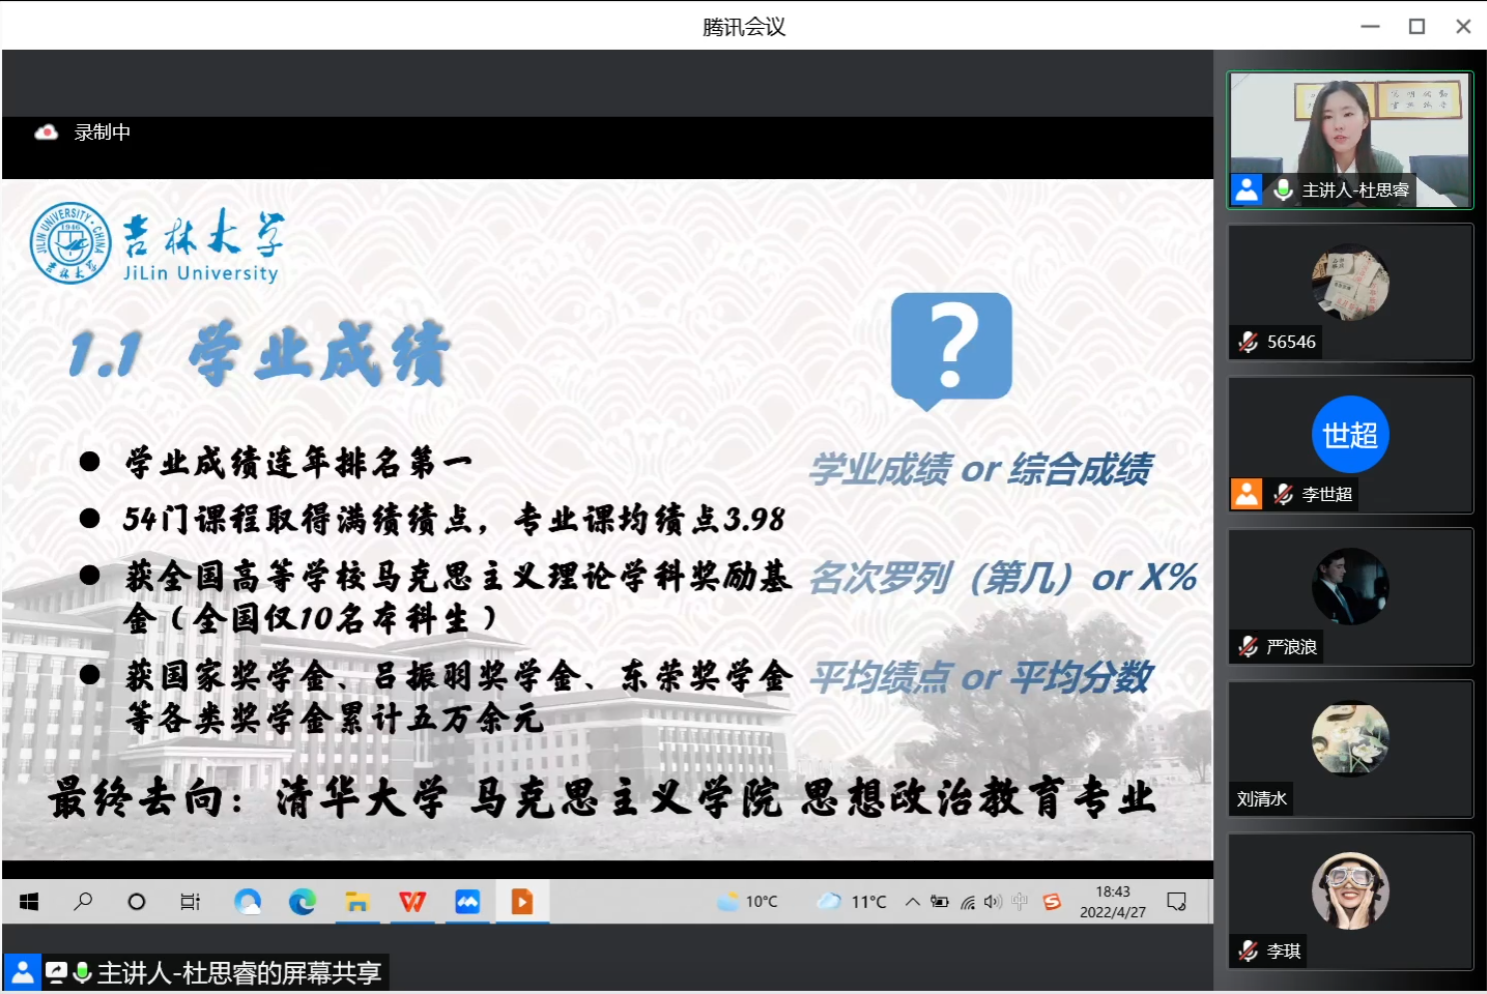 腾讯会议
录制中
吉林大学
JiLin University
JILIN UNIVERSITY · CHINA
1946
吉林大学
1.1 学业成绩
?
● 学业成绩连年排名第一
● 54门课程取得满绩绩点，专业课均绩点3.98
● 获全国高等学校马克思主义理论学科奖励基
金（全国仅10名本科生）
● 获国家奖学金、吕振羽奖学金、东荣奖学金
等各类奖学金累计五万余元
学业成绩 or 综合成绩
名次罗列（第几）or X%
平均绩点 or 平均分数
最终去向：清华大学 马克思主义学院 思想政治教育专业
10°C
11°C
中
18:43
2022/4/27
主讲人-杜思睿的屏幕共享
主讲人-杜思睿
56546
世超
李世超
严浪浪
刘清水
李琪